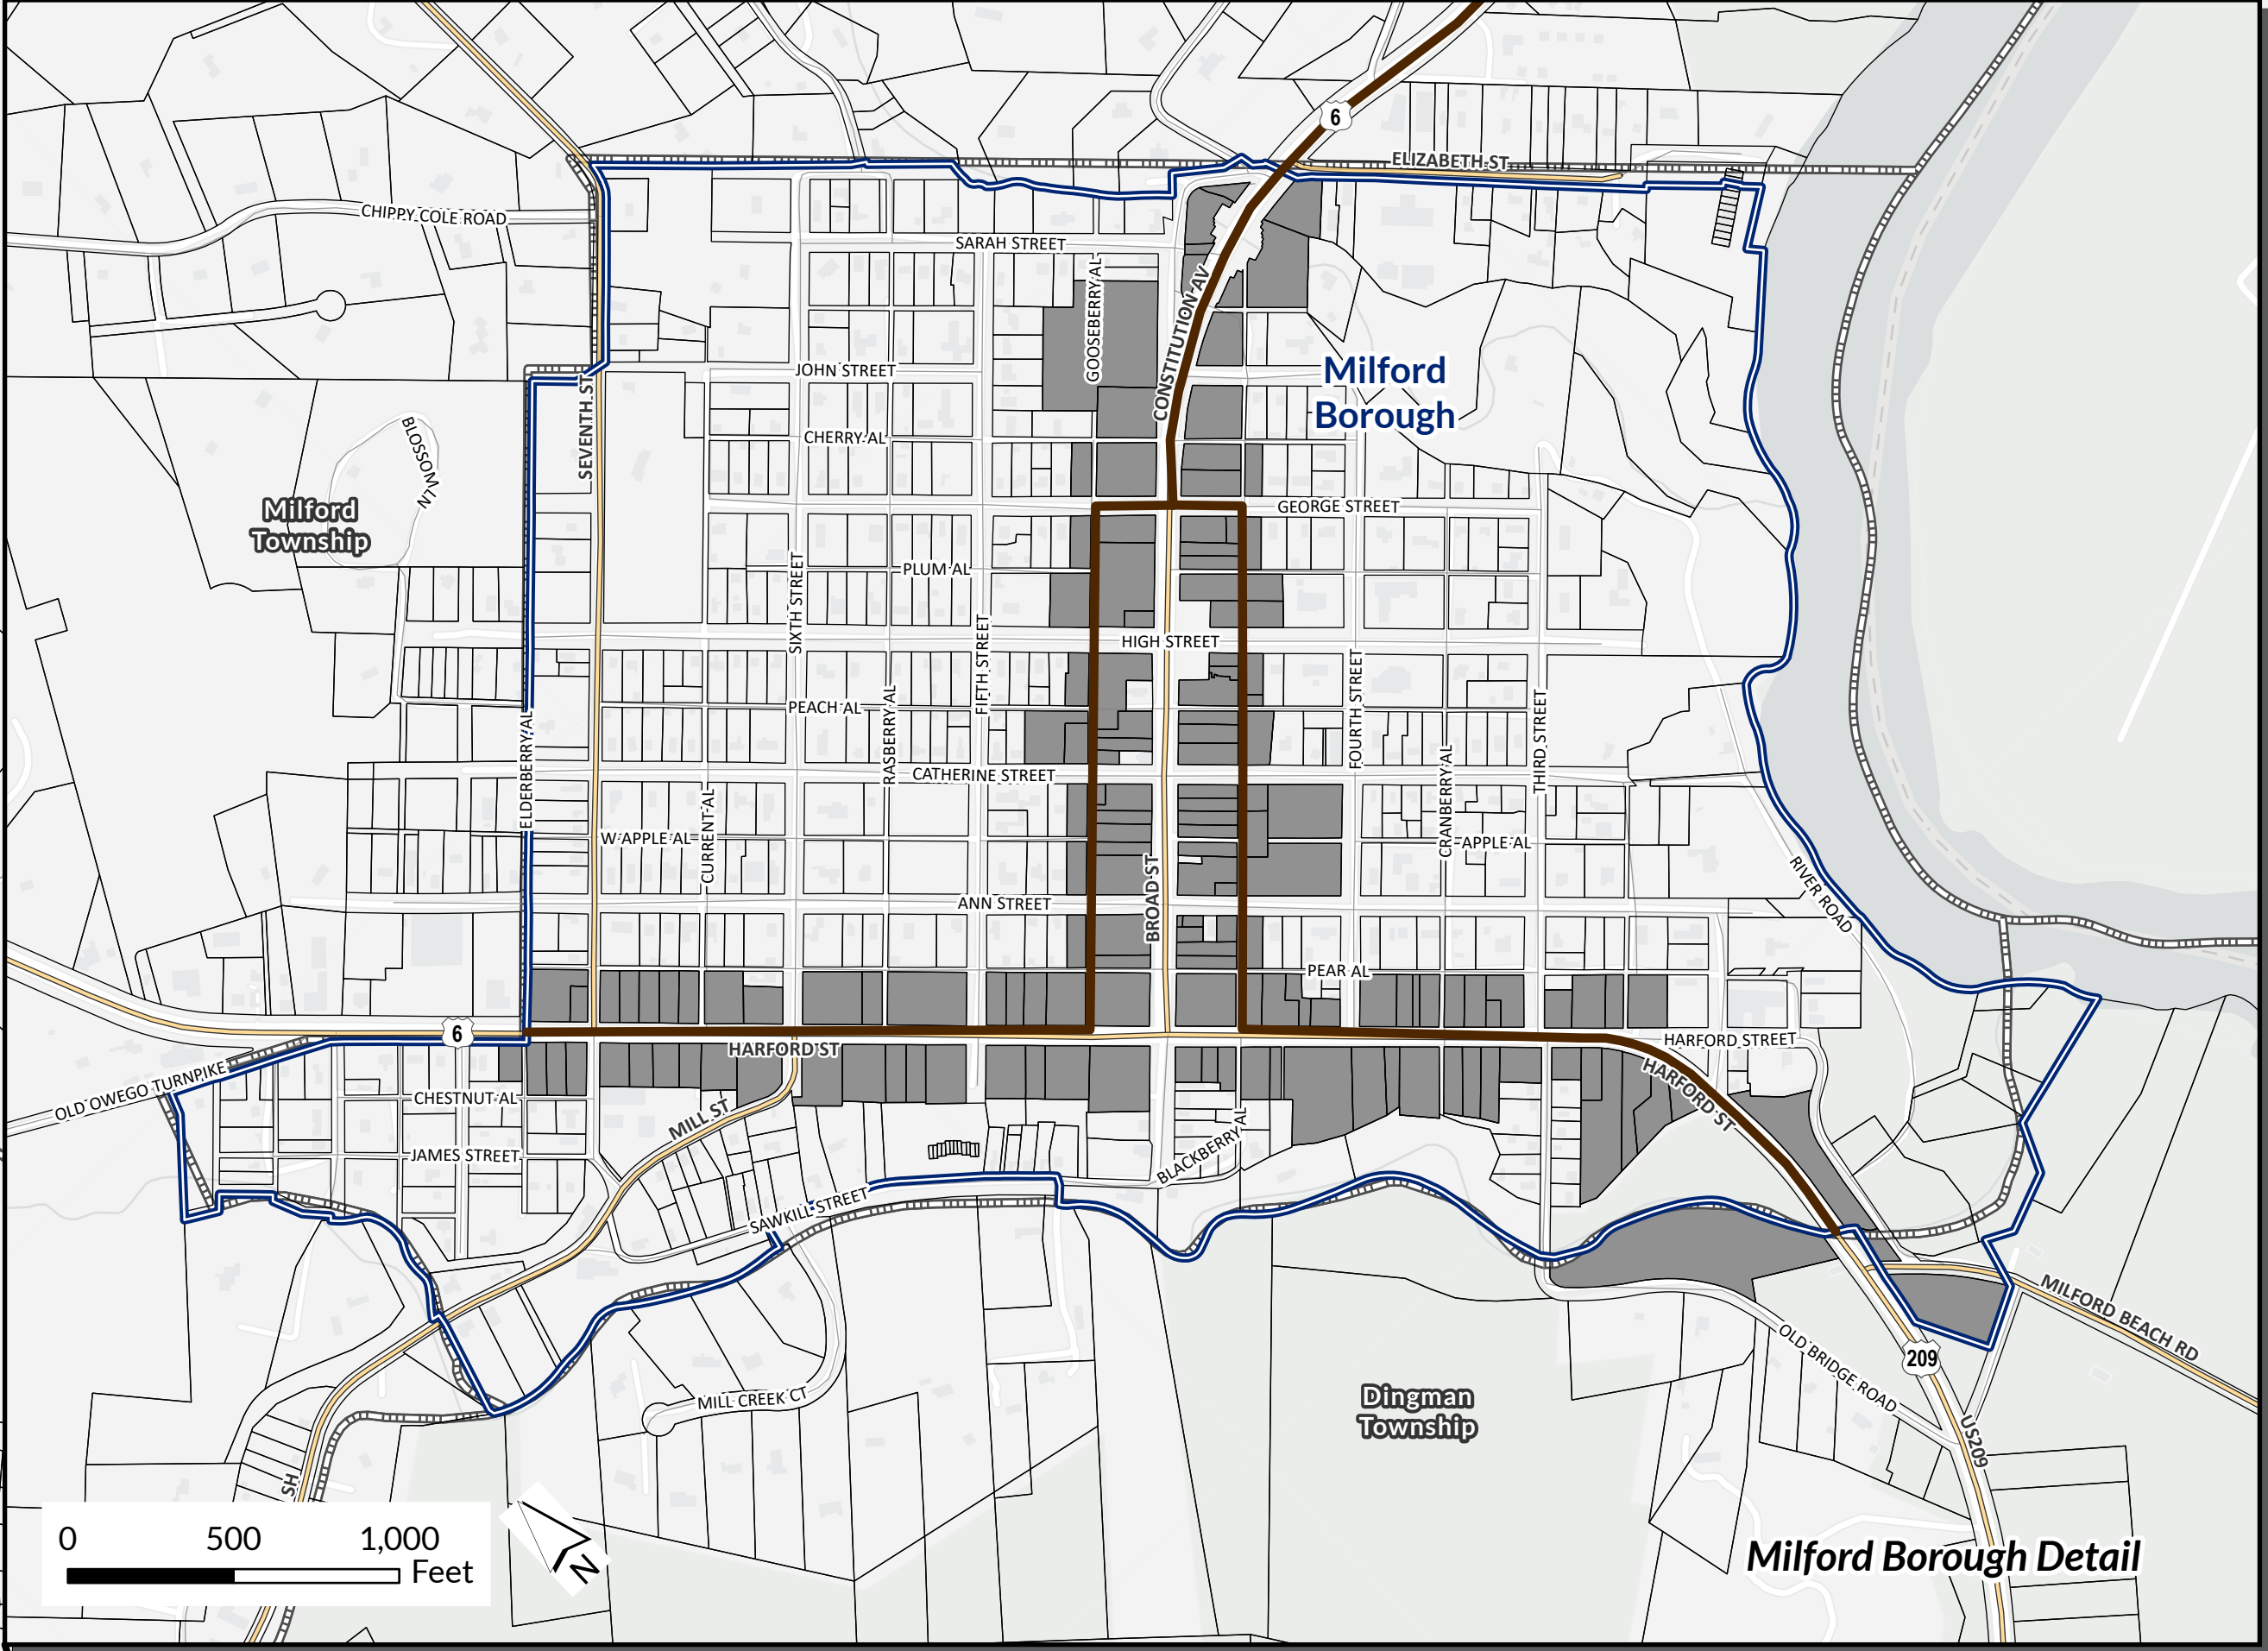 6
ELIZABETH ST
CHIPPY COLE ROAD
SARAH STREET
GOOSEBERRY AL
CONSTITUTION AV
JOHN STREET
Milford
Borough
SEVENTH ST
CHERRY AL
BLOSSOM
LN
Milford
Township
GEORGE STREET
SIXTH STREET
PLUM AL
FIFTH STREET
HIGH STREET
FOURTH STREET
RASBERRY AL
PEACH AL
THIRD STREET
ELDERBERRY AL
CATHERINE STREET
CRANBERRY AL
CURRENT AL
W APPLE AL
APPLE AL
BROAD ST
RIVER ROAD
ANN STREET
PEAR AL
6
HARFORD ST
HARFORD STREET
OLD OWEGO TURNPIKE
CHESTNUT AL
MILL ST
HARFORD ST
JAMES STREET
BLACKBERRY AL
SAWKILL STREET
MILFORD BEACH RD
OLD BRIDGE ROAD
209
MILL CREEK CT
Dingman
Township
US209
SH
0 500 1,000
Feet
N
Milford Borough Detail